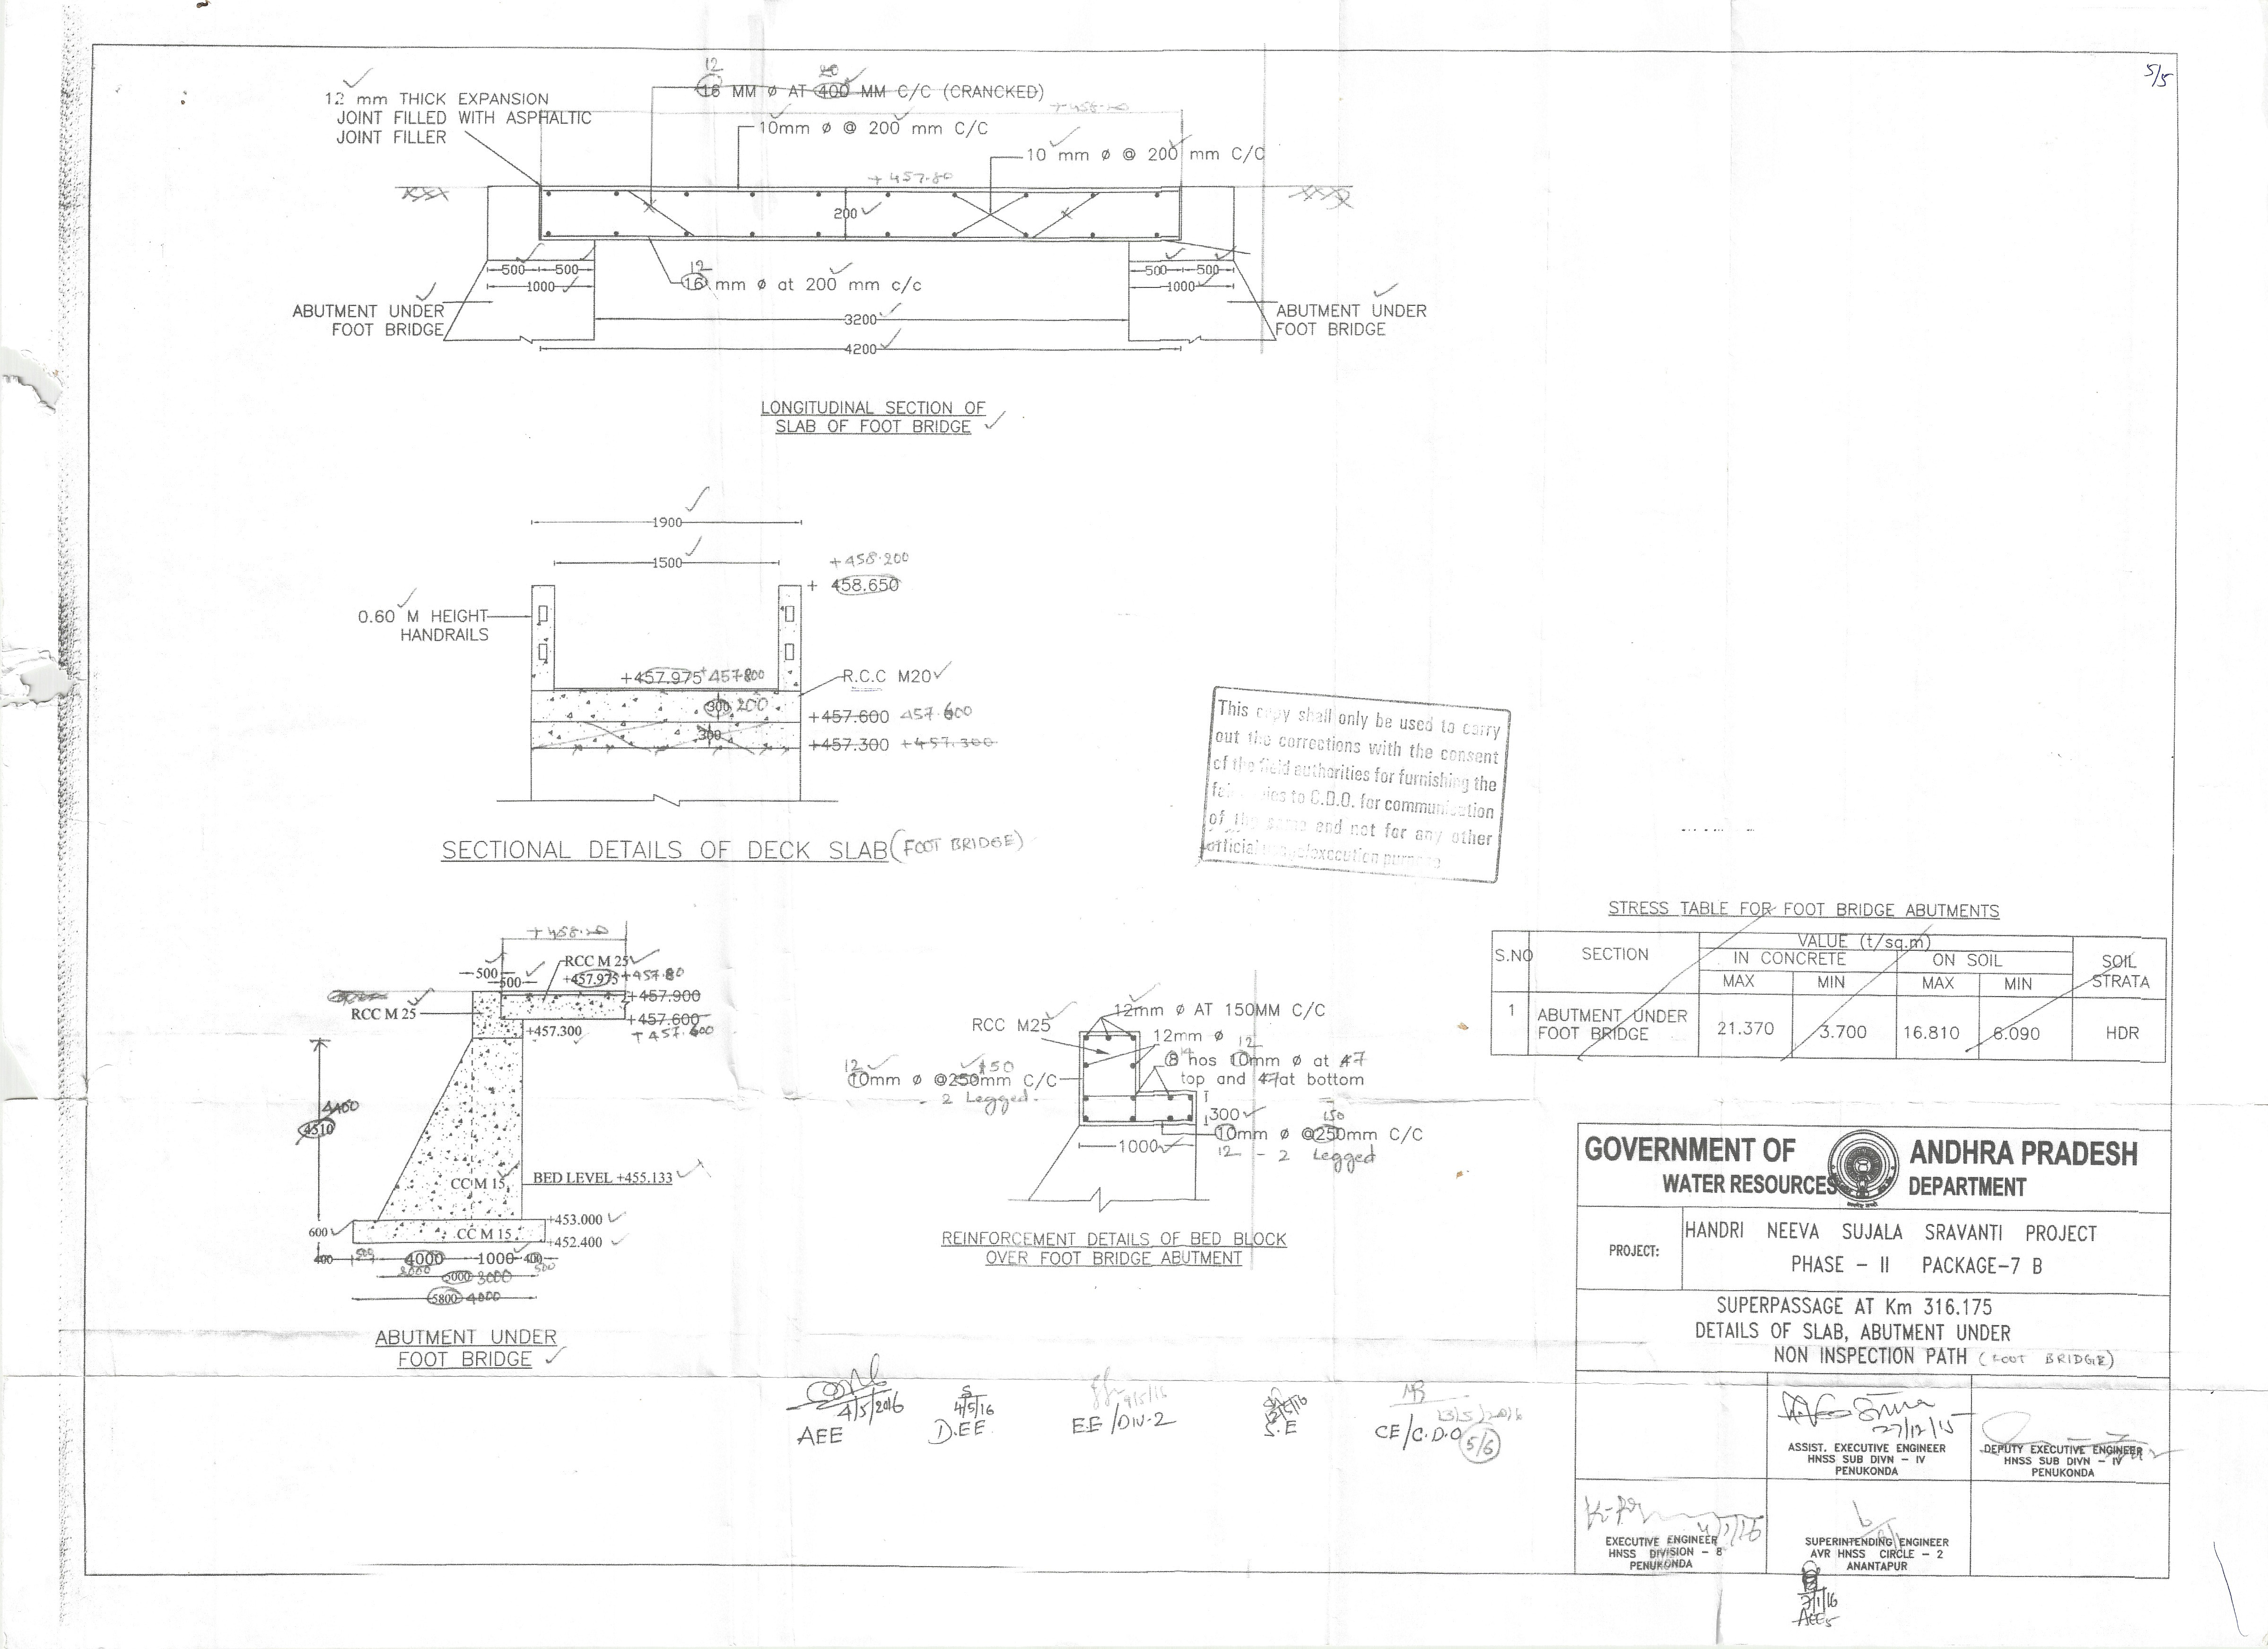 5/5
12
20
16 MM ø AT 400 MM C/C (CRANCKED)
12 mm THICK EXPANSION
JOINT FILLED WITH ASPHALTIC
JOINT FILLER
+458.20
10mm ø @ 200 mm C/C
10 mm ø @ 200 mm C/C
+457.80
200
500 500
1000
12
16 mm ø at 200 mm c/c
500 500
1000
ABUTMENT UNDER
FOOT BRIDGE
3200
4200
ABUTMENT UNDER
FOOT BRIDGE
LONGITUDINAL SECTION OF
SLAB OF FOOT BRIDGE
1900
1500
+458.200
+ 458.650
0.60 M HEIGHT
HANDRAILS
+457.975 +457.800
R.C.C M20
300 200
+457.600 457.600
300
+457.300 +457.300
SECTIONAL DETAILS OF DECK SLAB (FOOT BRIDGE)
This copy shall only be used to carry
out the corrections with the consent
of the field authorities for furnishing the
to C.D.O. for communication
of the same and not for any other
official execution purpose
+458.20
500
500
RCC M 25
+457.975 +457.80
+457.900
RCC M 25
+457.600
+457.300
+457.600
4400
4510
CC M 15
BED LEVEL +455.133
600
+453.000
CC M 15
+452.400
400 500 4000 1000 400
2000 500
5000 3000
5800 4000
ABUTMENT UNDER
FOOT BRIDGE
RCC M25
12mm ø AT 150MM C/C
12mm ø
12
8 nos 10mm ø at 47
top and 47 at bottom
12 150
10mm ø @250mm C/C
- 2 Legged.
300
150
10mm ø @250mm C/C
12 - 2 Legged
1000
REINFORCEMENT DETAILS OF BED BLOCK
OVER FOOT BRIDGE ABUTMENT
STRESS TABLE FOR FOOT BRIDGE ABUTMENTS
S.NO SECTION VALUE (t/sq.m) SOIL STRATA
IN CONCRETE ON SOIL
MAX MIN MAX MIN
1 ABUTMENT UNDER FOOT BRIDGE 21.370 3.700 16.810 6.090 HDR
GOVERNMENT OF ANDHRA PRADESH
WATER RESOURCES DEPARTMENT
PROJECT:
HANDRI NEEVA SUJALA SRAVANTI PROJECT
PHASE - II PACKAGE-7 B
SUPERPASSAGE AT Km 316.175
DETAILS OF SLAB, ABUTMENT UNDER
NON INSPECTION PATH (FOOT BRIDGE)
4/5/2016
AEE
4/5/16
D.EE
9/5/16
EE/DIV-2
S.E
13/5/2016
CE/C.D.O
5/6
27/12/15
ASSIST. EXECUTIVE ENGINEER
HNSS SUB DIVN - IV
PENUKONDA
DEPUTY EXECUTIVE ENGINEER
HNSS SUB DIVN - IV
PENUKONDA
EXECUTIVE ENGINEER
HNSS DIVISION - 8
PENUKONDA
SUPERINTENDING ENGINEER
AVR HNSS CIRCLE - 2
ANANTAPUR
7/1/16
AEE5